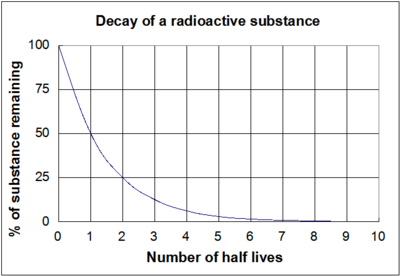 Decay of a radioactive substance
% of substance remaining
100
75
50
25
0
0 1 2 3 4 5 6 7 8 9 10
Number of half lives